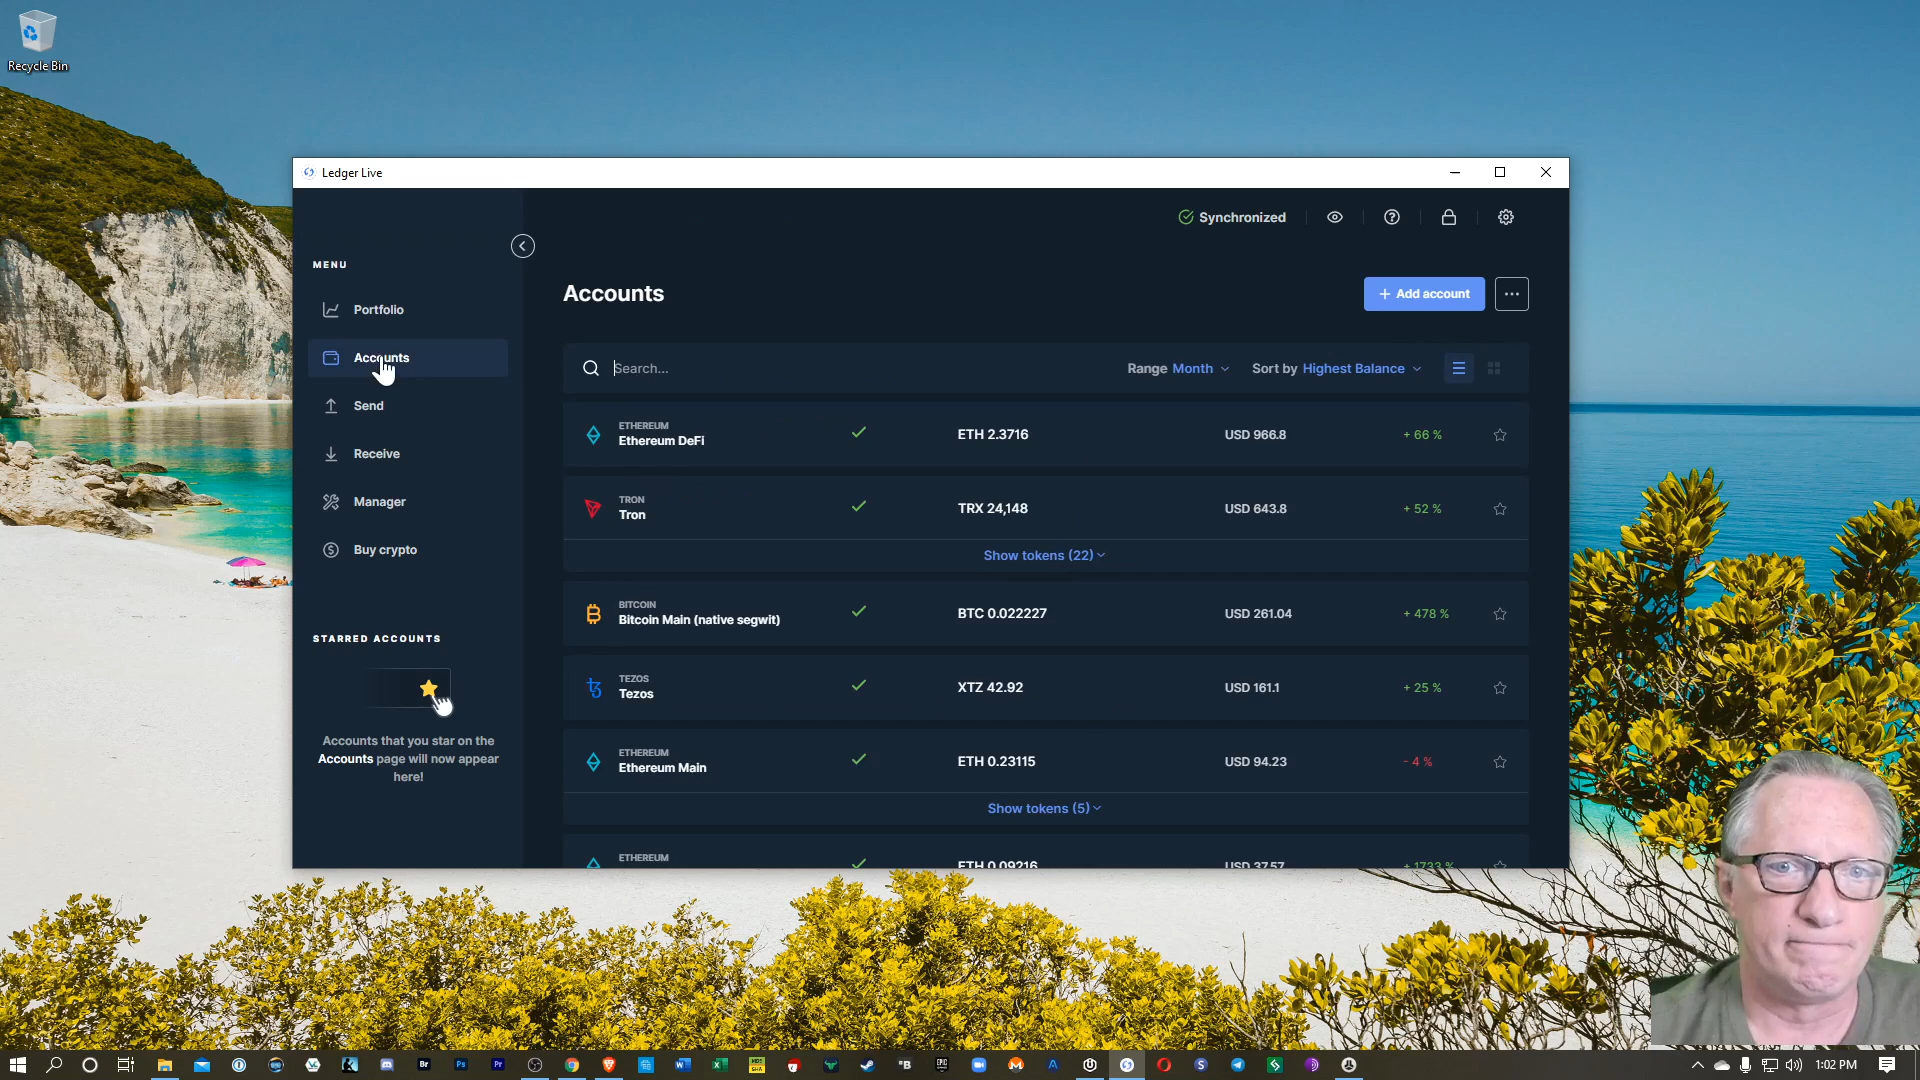 Recycle Bin
Ledger Live
Synchronized
MENU
Portfolio
Accounts
Send
Receive
Manager
Buy crypto
STARRED ACCOUNTS
Accounts that you star on the
Accounts page will now appear
here!
Accounts
+ Add account
Search...
Range Month
Sort by Highest Balance
ETHEREUM
Ethereum DeFi
ETH 2.3716
USD 966.8
+ 66 %
TRON
Tron
TRX 24,148
USD 643.8
+ 52 %
Show tokens (22)
BITCOIN
Bitcoin Main (native segwit)
BTC 0.022227
USD 261.04
+ 478 %
TEZOS
Tezos
XTZ 42.92
USD 161.1
+ 25 %
ETHEREUM
Ethereum Main
ETH 0.23115
USD 94.23
- 4 %
Show tokens (5)
ETHEREUM
ETH 0.09216
USD 37.57
+ 1733 %
Br
Ps
Pr
1:02 PM